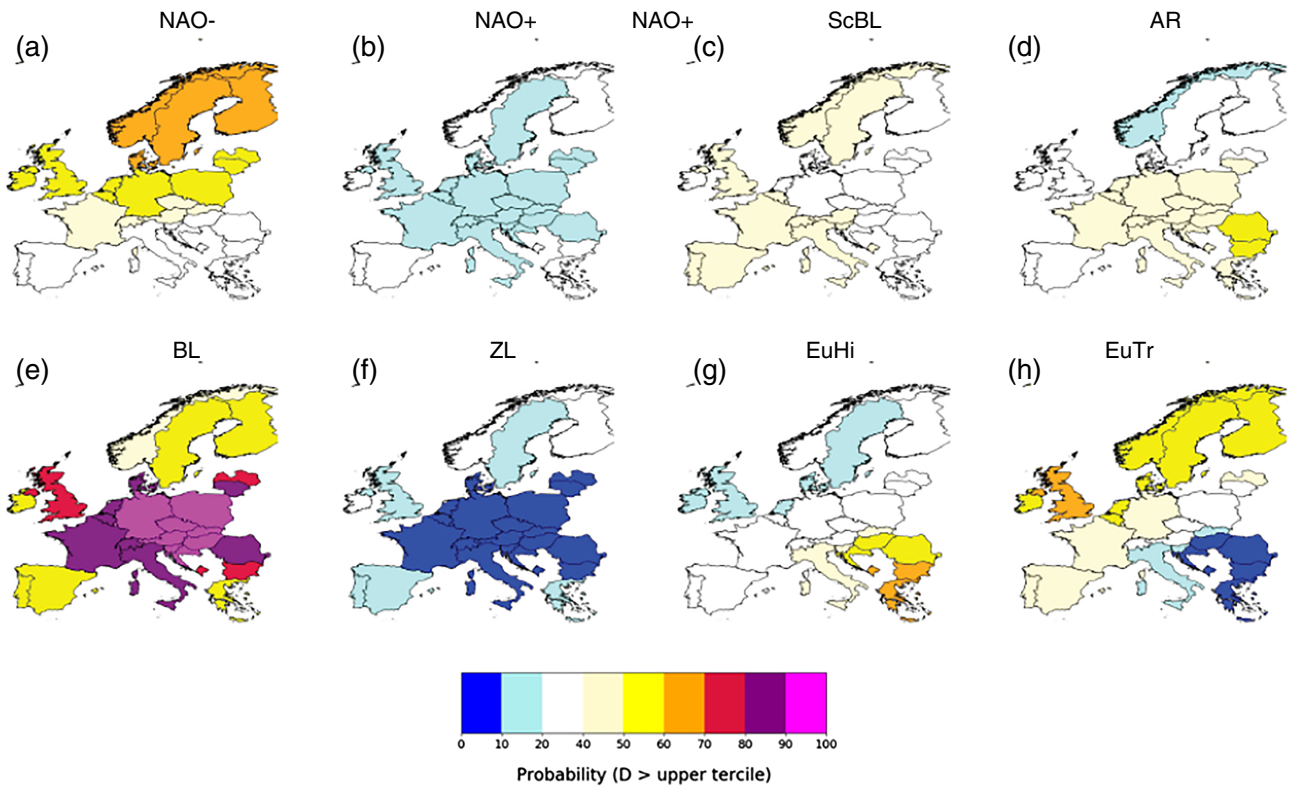 NAO- NAO+ NAO+ ScBL AR
(a) (b) (c) (d)
BL ZL EuHi EuTr
(e) (f) (g) (h)
0 10 20 40 50 60 70 80 90 100
Probability (D > upper tercile)